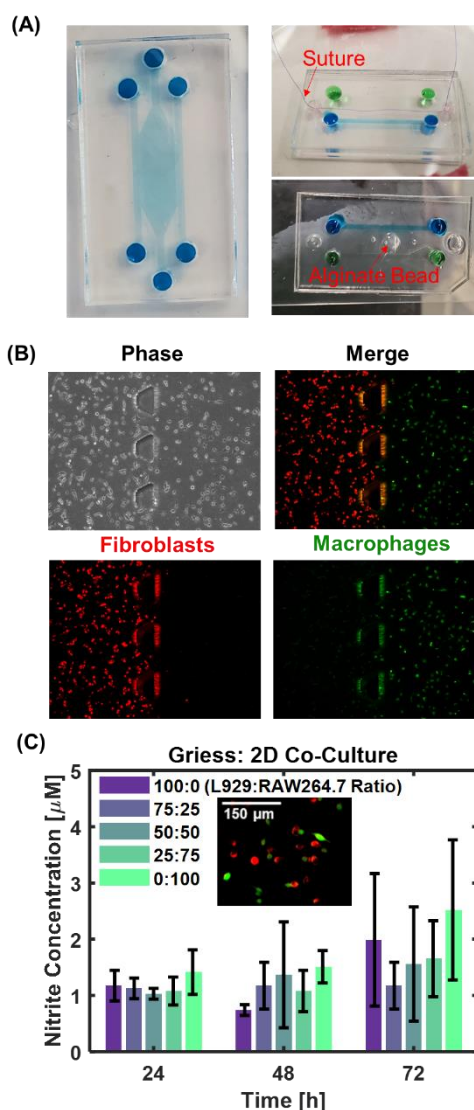 (A)
Suture
Alginate Bead
(B)
Phase
Merge
Fibroblasts
Macrophages
(C)
Griess: 2D Co-Culture
Nitrite Concentration [μM]
5
4
3
2
1
0
100:0 (L929:RAW264.7 Ratio)
75:25
50:50
25:75
0:100
150 μm
24
48
72
Time [h]